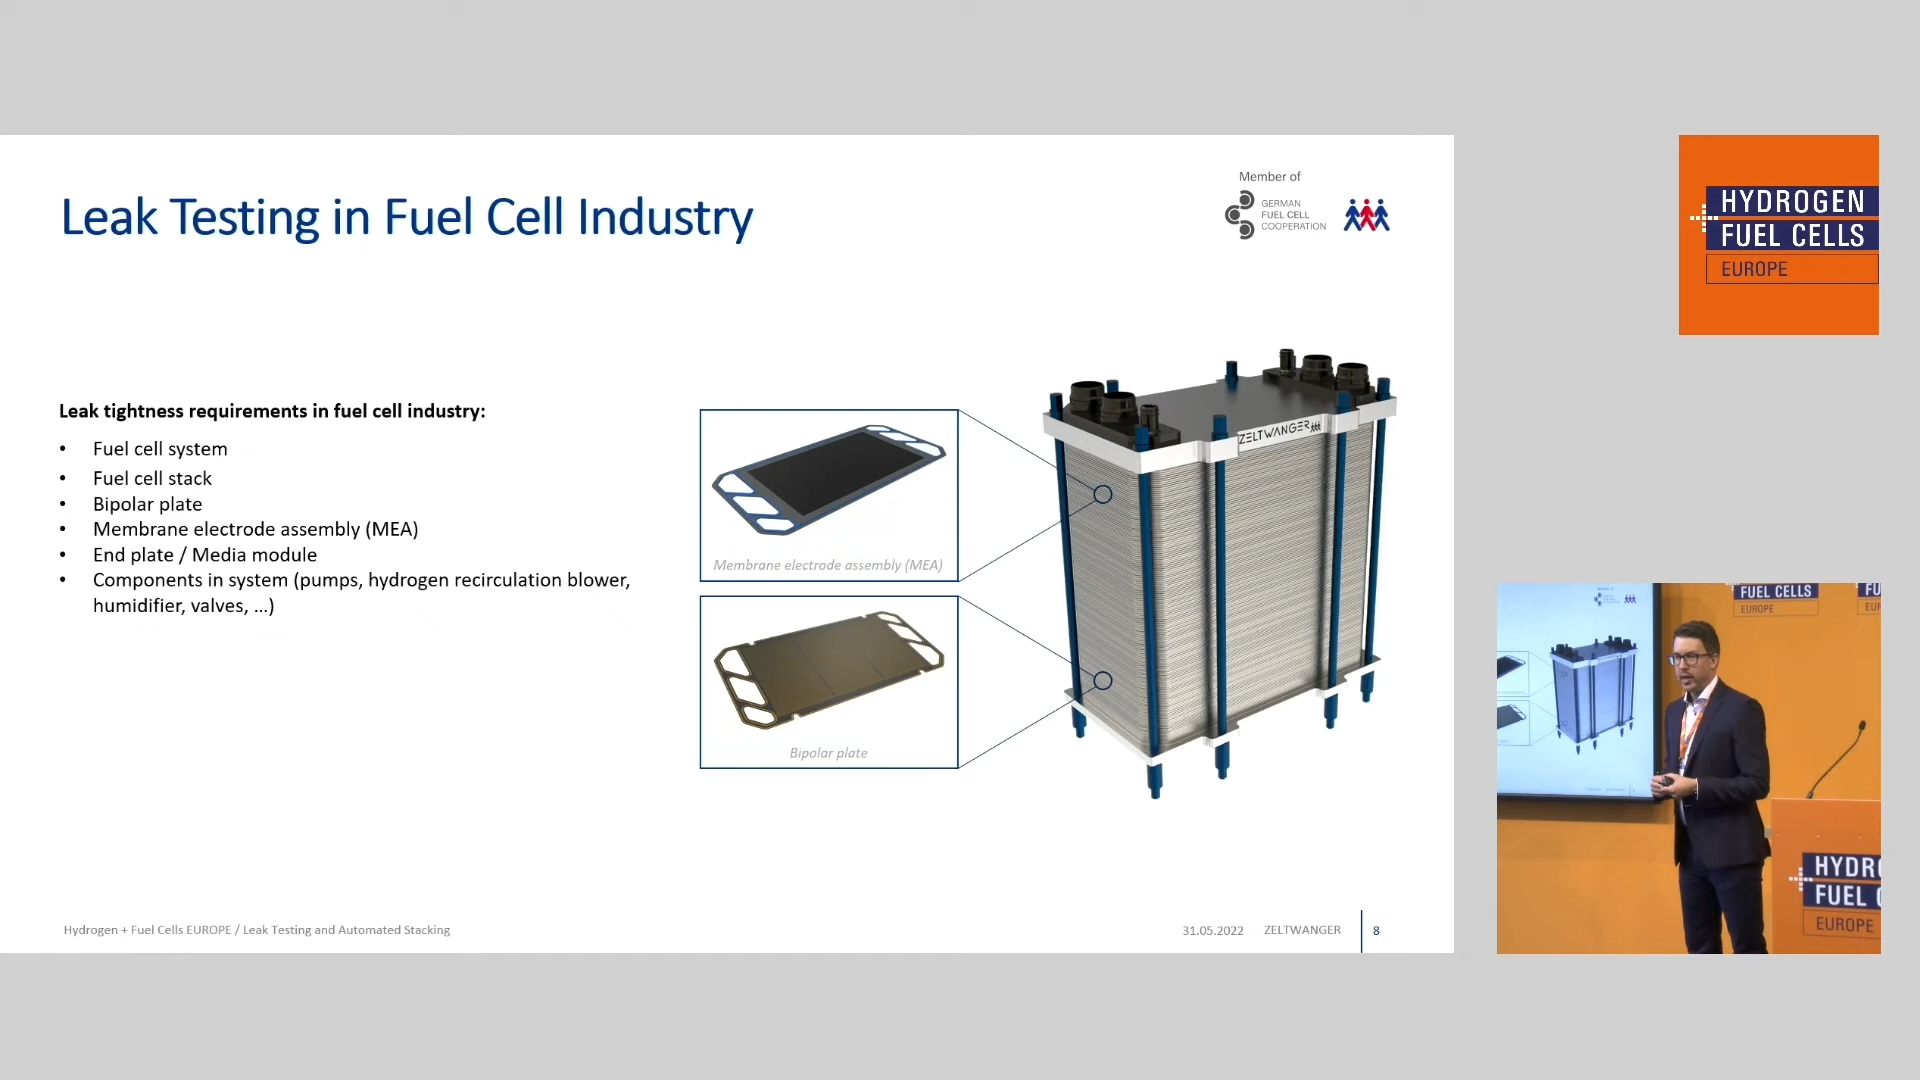 Leak Testing in Fuel Cell Industry
Member of
GERMAN
FUEL CELL
COOPERATION
HYDROGEN
FUEL CELLS
EUROPE
Leak tightness requirements in fuel cell industry:
• Fuel cell system
• Fuel cell stack
• Bipolar plate
• Membrane electrode assembly (MEA)
• End plate / Media module
• Components in system (pumps, hydrogen recirculation blower,
humidifier, valves, ...)
Membrane electrode assembly (MEA)
Bipolar plate
ZELTWANGER
FUEL CELLS
EUROPE
FU
EUR
HYDR
FUEL C
EUROPE
Hydrogen + Fuel Cells EUROPE / Leak Testing and Automated Stacking
31.05.2022 ZELTWANGER 8